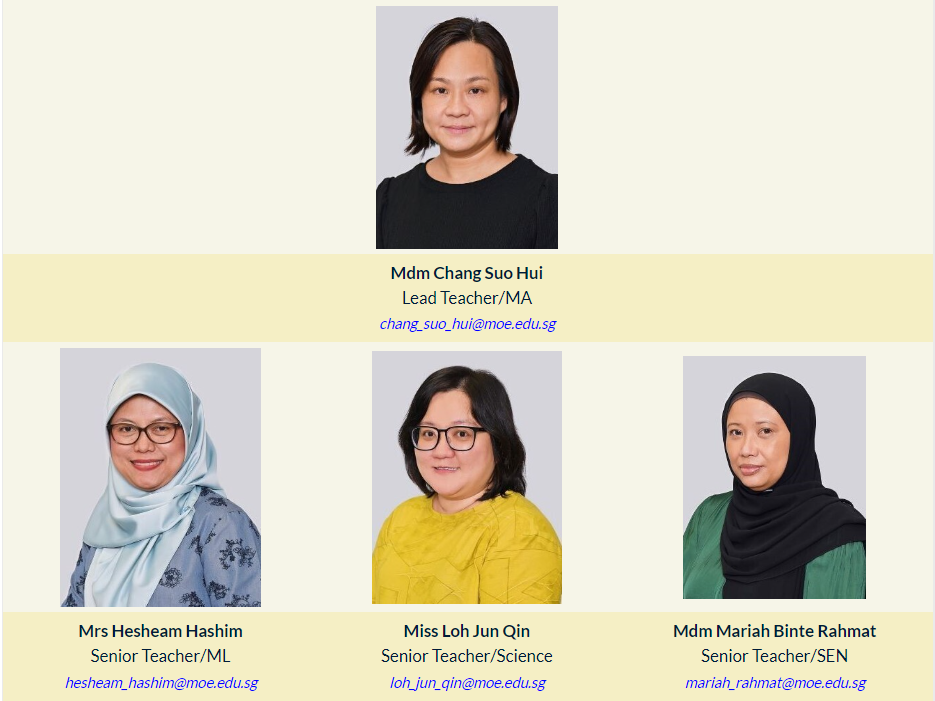 Mdm Chang Suo Hui
Lead Teacher/MA
chang_suo_hui@moe.edu.sg
Mrs Hesheam Hashim
Senior Teacher/ML
hesheam_hashim@moe.edu.sg
Miss Loh Jun Qin
Senior Teacher/Science
loh_jun_qin@moe.edu.sg
Mdm Mariah Binte Rahmat
Senior Teacher/SEN
mariah_rahmat@moe.edu.sg